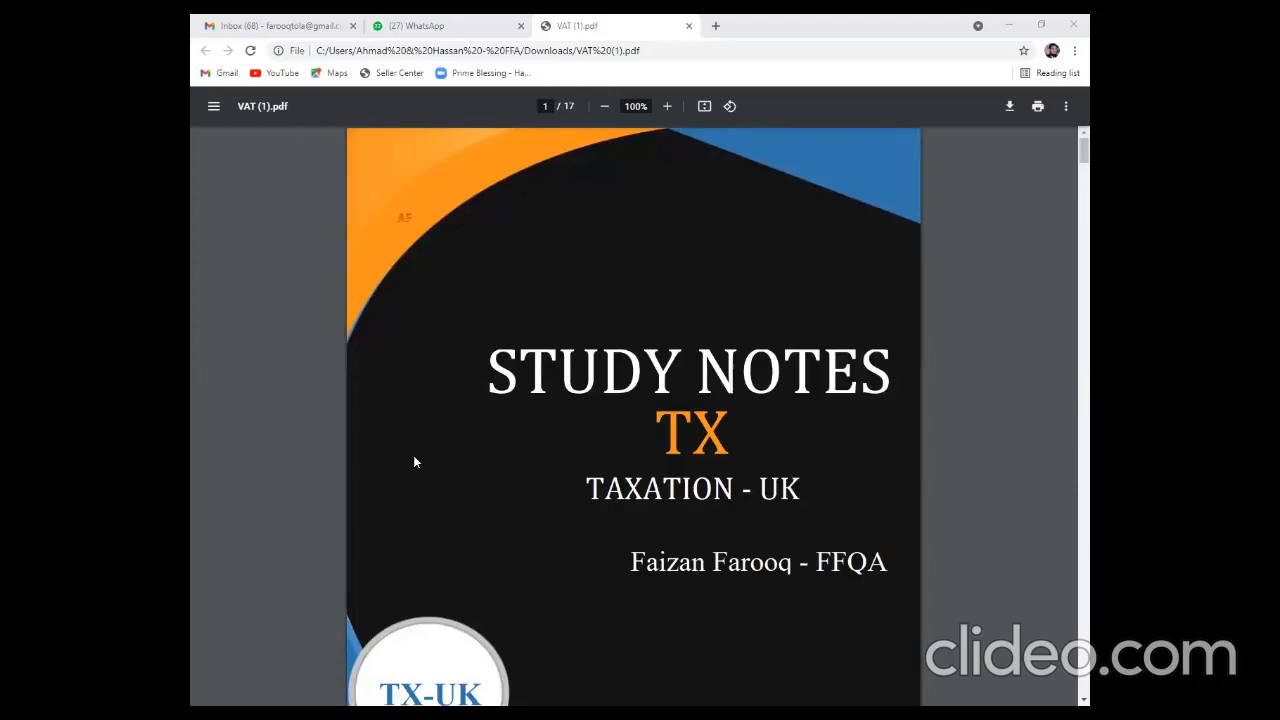 Inbox (68) - farooqtola@gmail.c
(27) WhatsApp
VAT (1).pdf
File
C:/Users/Ahmad%20&%20Hassan%20-%20FFA/Downloads/VAT%20(1).pdf
Gmail
YouTube
Maps
Seller Center
Prime Blessing - Ha...
Reading list
VAT (1).pdf
1 / 17
100%
AF
STUDY NOTES
TX
TAXATION - UK
Faizan Farooq - FFQA
TX-UK
clideo.com